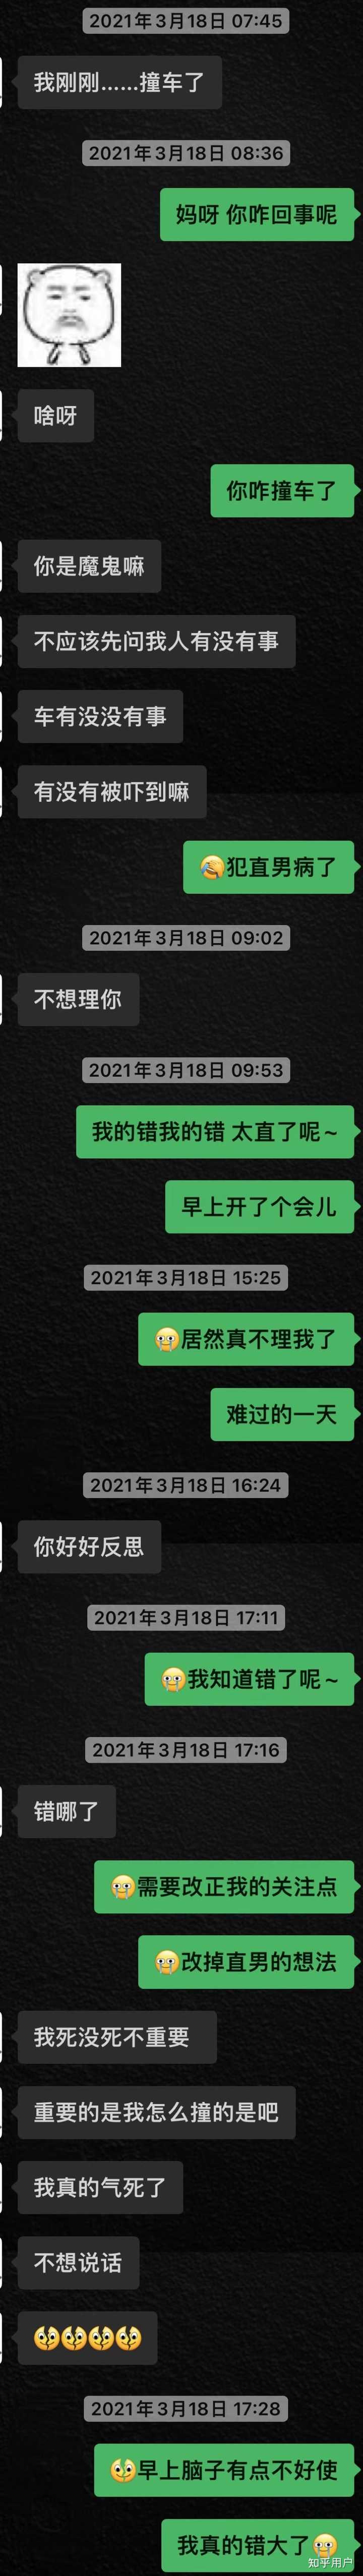 2021年3月18日 07:45
我刚刚......撞车了
2021年3月18日 08:36
妈呀 你咋回事呢
啥呀
你咋撞车了
你是魔鬼嘛
不应该先问我人有没有事
车有没没有事
有没有被吓到嘛
🤣犯直男病了
2021年3月18日 09:02
不想理你
2021年3月18日 09:53
我的错我的错 太直了呢~
早上开了个会儿
2021年3月18日 15:25
居然真不理我了
难过的一天
2021年3月18日 16:24
你好好反思
2021年3月18日 17:11
我知道错了呢~
2021年3月18日 17:16
错哪了
需要改正我的关注点
改掉直男的想法
我死没死不重要
重要的是我怎么撞的是吧
我真的气死了
不想说话
2021年3月18日 17:28
早上脑子有点不好使
我真的错大了
知乎用户